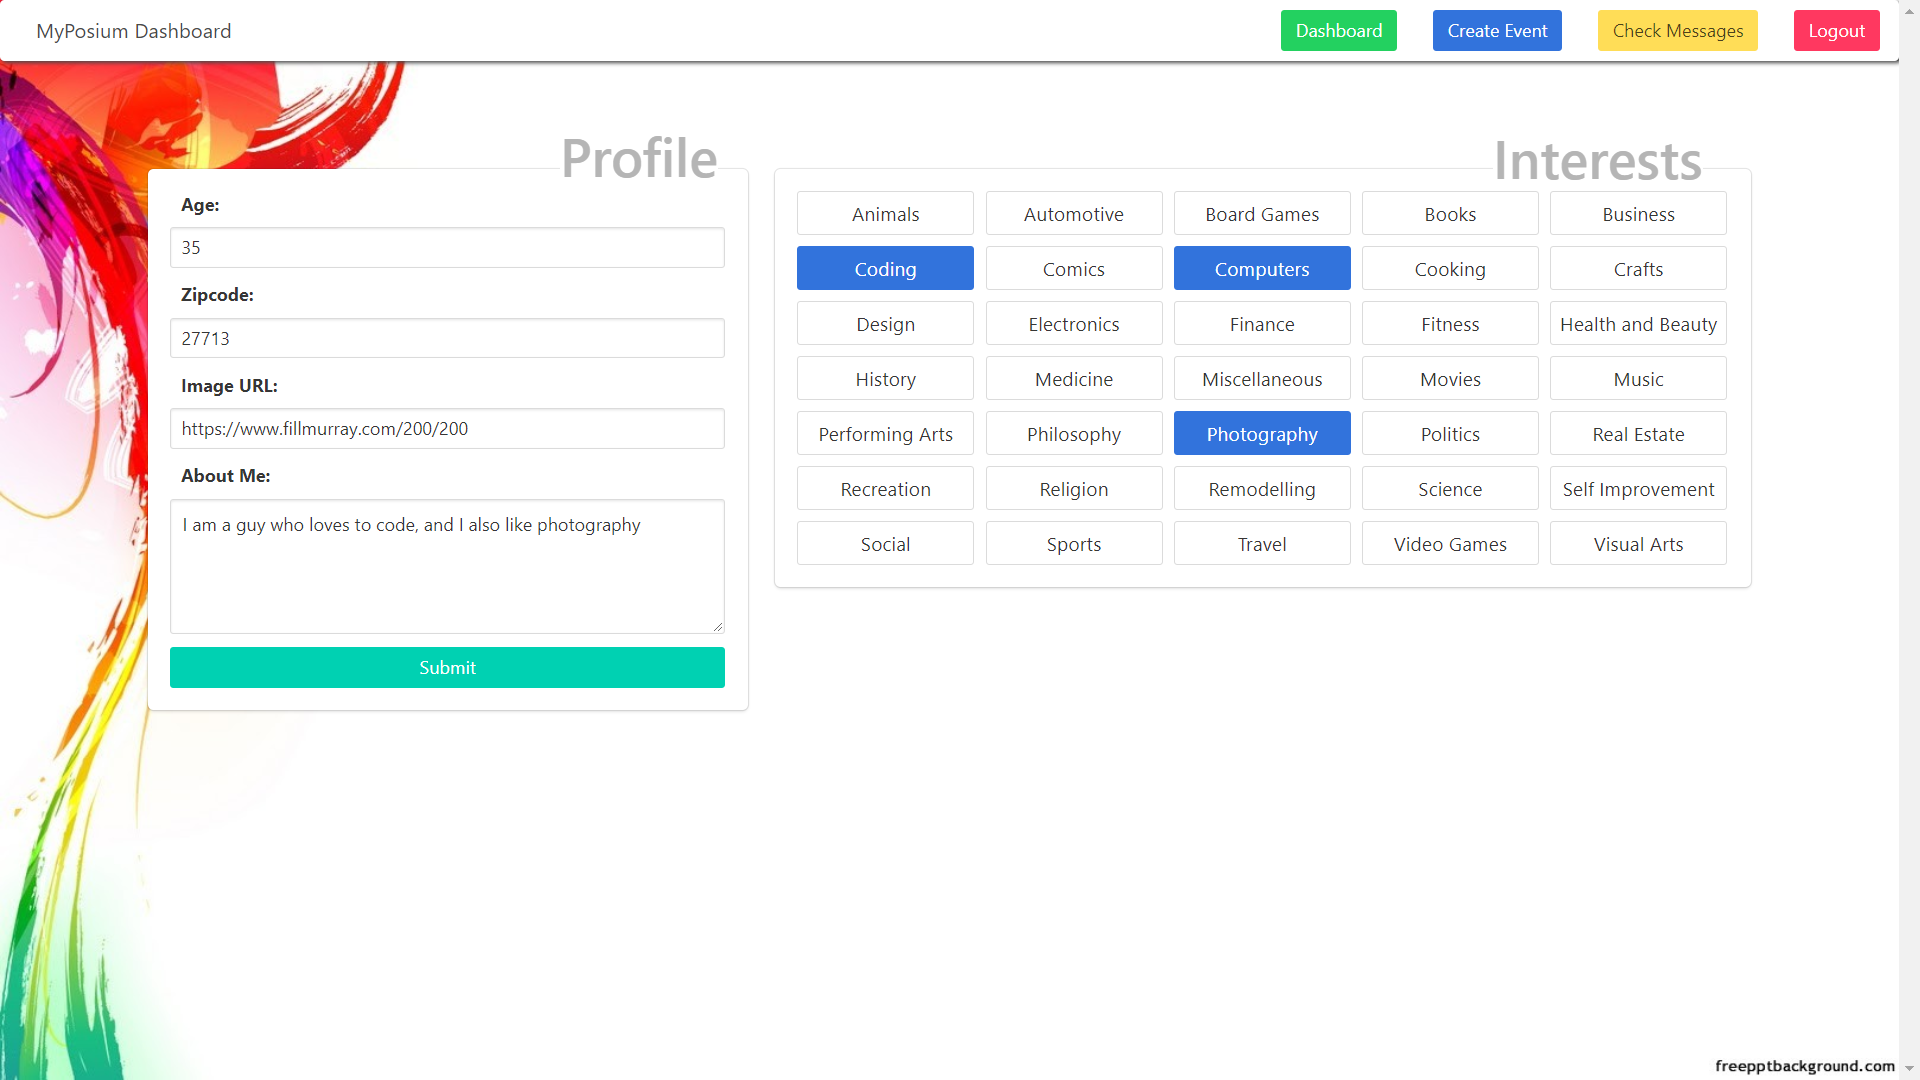 MyPosium Dashboard
Dashboard
Create Event
Check Messages
Logout
Profile
Age:
35
Zipcode:
27713
Image URL:
https://www.fillmurray.com/200/200
About Me:
I am a guy who loves to code, and I also like photography
Submit
Interests
Animals
Automotive
Board Games
Books
Business
Coding
Comics
Computers
Cooking
Crafts
Design
Electronics
Finance
Fitness
Health and Beauty
History
Medicine
Miscellaneous
Movies
Music
Performing Arts
Philosophy
Photography
Politics
Real Estate
Recreation
Religion
Remodelling
Science
Self Improvement
Social
Sports
Travel
Video Games
Visual Arts
freepptbackground.com